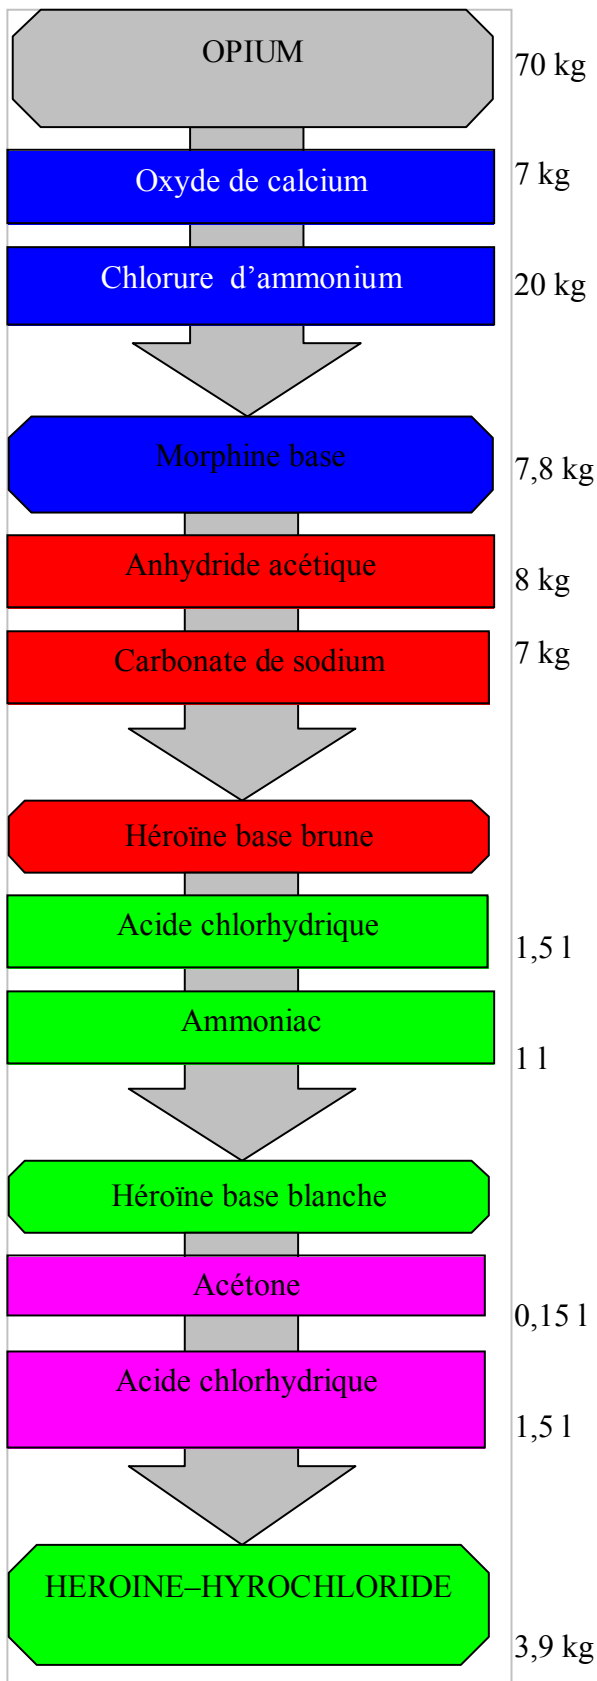 OPIUM
70 kg
Oxyde de calcium
7 kg
Chlorure d’ammonium
20 kg
Morphine base
7,8 kg
Anhydride acétique
8 kg
Carbonate de sodium
7 kg
Héroïne base brune
Acide chlorhydrique
1,5 l
Ammoniac
1 l
Héroïne base blanche
Acétone
0,15 l
Acide chlorhydrique
1,5 l
HEROINE–HYROCHLORIDE
3,9 kg